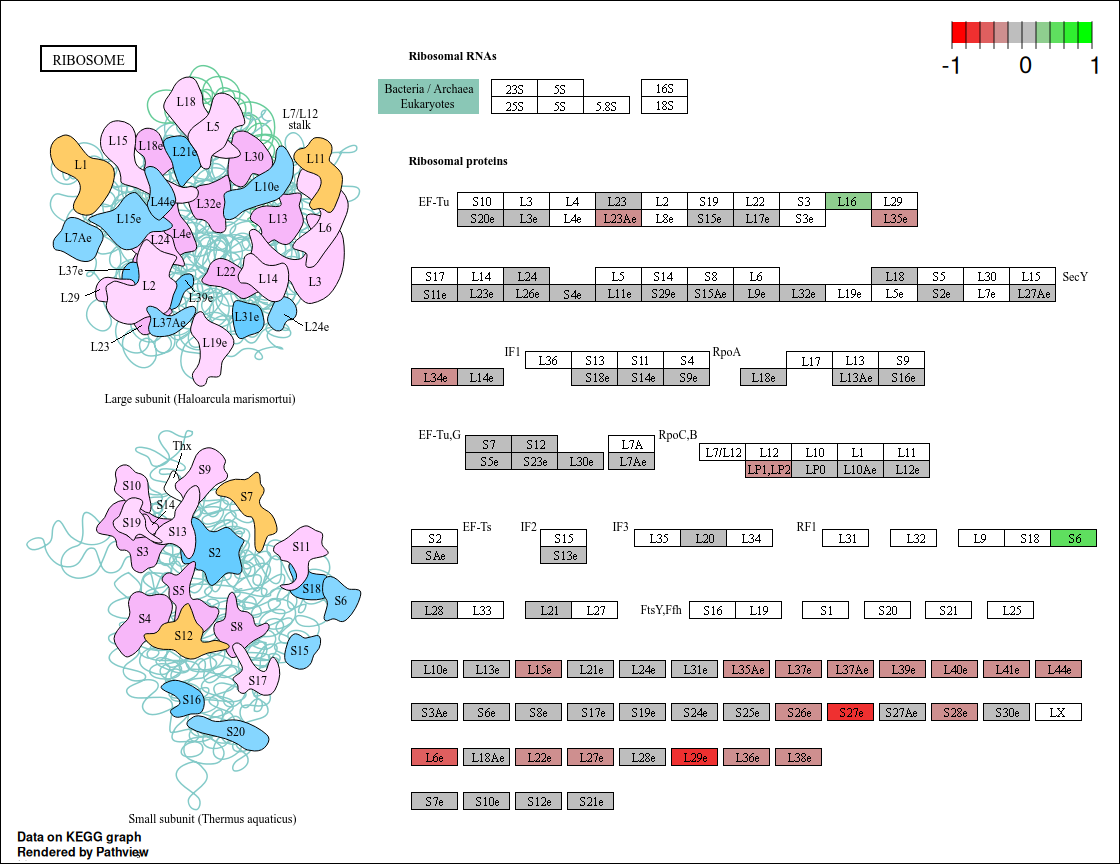 RIBOSOME
-1 0 1
Ribosomal RNAs
Bacteria / Archaea
Eukaryotes
23S 5S 16S
25S 5S 5.8S 18S
Ribosomal proteins
EF-Tu S10 L3 L4 L23 L2 S19 L22 S3 L16 L29
S20e L3e L4e L23Ae L8e S15e L17e S3e L35e
S17 L14 L24 L5 S14 S8 L6 L18 S5 L30 L15 SecY
S11e L23e L26e S4e L11e S29e S15Ae L9e L32e L19e L5e S2e L7e L27Ae
IF1 L36 S13 S11 S4 RpoA L17 L13 S9
L34e L14e S18e S14e S9e L18e L13Ae S16e
EF-Tu,G S7 S12 L7A RpoC,B L7/L12 L12 L10 L1 L11
S5e S23e L30e L7Ae LP1,LP2 LP0 L10Ae L12e
S2 EF-Ts IF2 S15 IF3 L35 L20 L34 RF1 L31 L32 L9 S18 S6
SAe S13e
L28 L33 L21 L27 FtsY,Ffh S16 L19 S1 S20 S21 L25
L10e L13e L15e L21e L24e L31e L35Ae L37e L37Ae L39e L40e L41e L44e
S3Ae S6e S8e S17e S19e S24e S25e S26e S27e S27Ae S28e S30e LX
L6e L18Ae L22e L27e L28e L29e L36e L38e
S7e S10e S12e S21e
L18
L5
L7/L12
stalk
L15
L18e
L21e
L30
L11
L1
L10e
L44e
L32e
L15e
L13
L6
L7Ae
L24
L4e
L37e
L22
L14
L3
L2
L29
L39e
L37Ae
L31e
L24e
L23
L19e
Large subunit (Haloarcula marismortui)
Thx
S9
S10
S7
S14
S19
S13
S3
S2
S11
S5
S18
S6
S4
S12
S8
S15
S17
S16
S20
Small subunit (Thermus aquaticus)
Data on KEGG graph
Rendered by Pathview